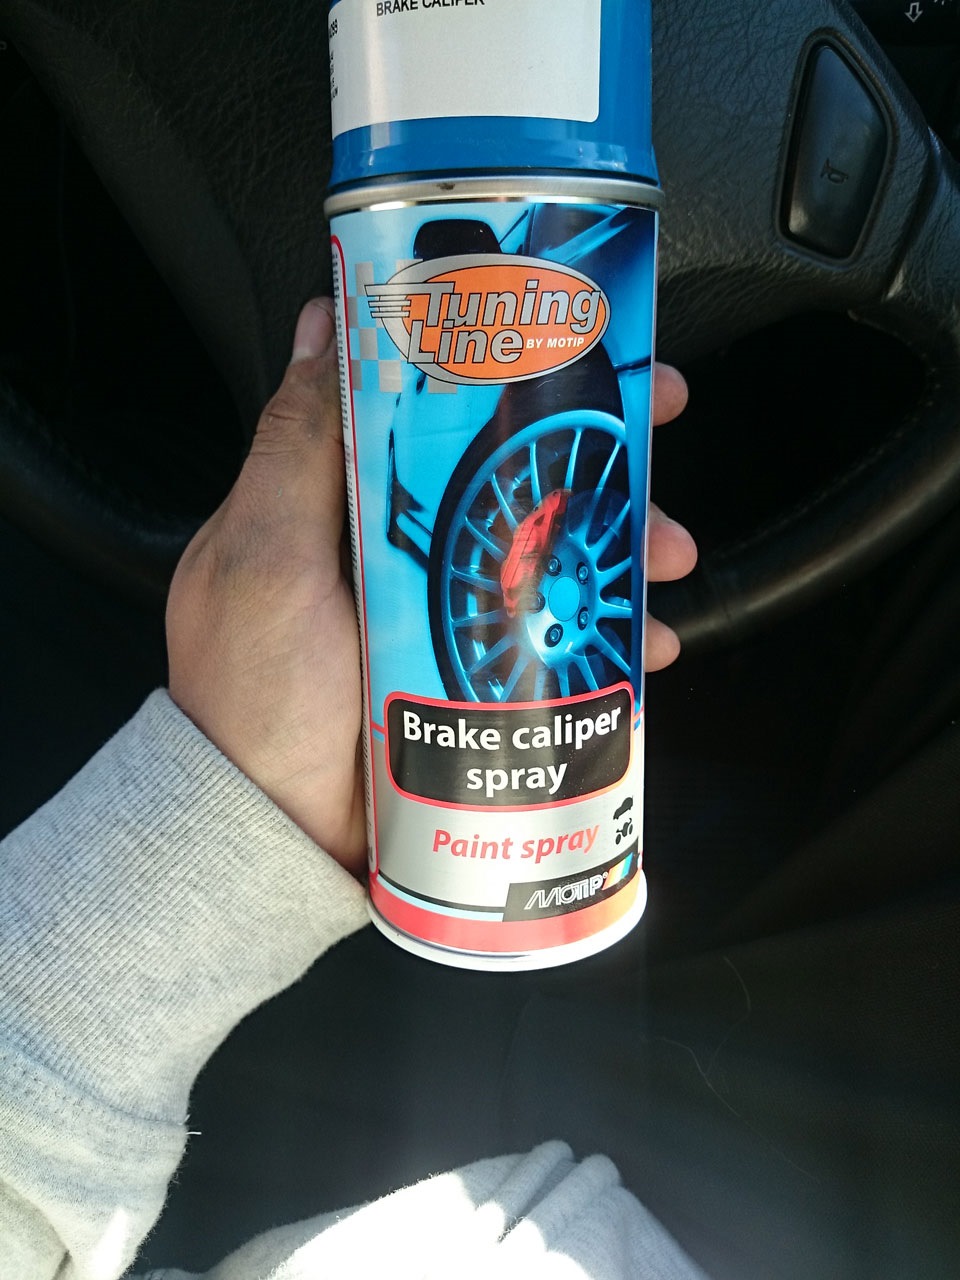 BRAKE CALIPER
Tuning
Line BY MOTIP
Brake caliper
spray
Paint spray
MOTIP®